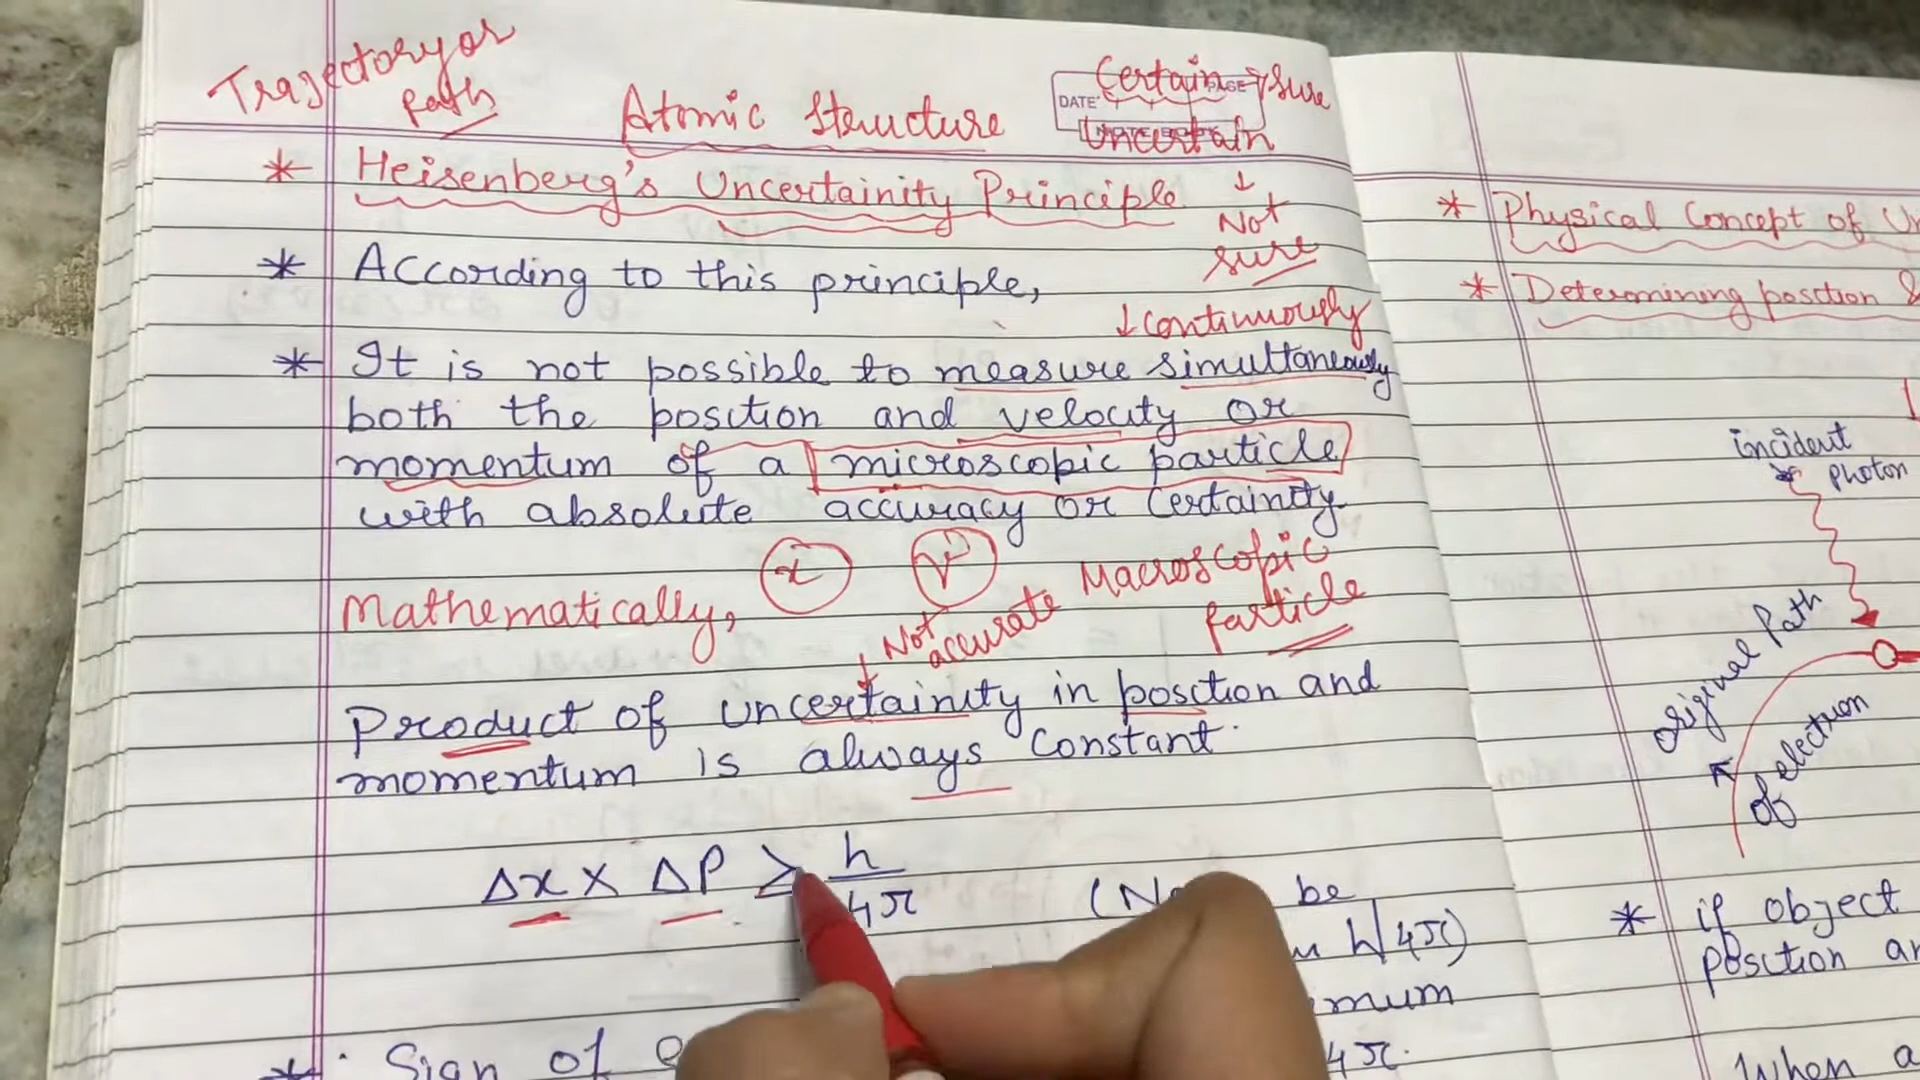 Trajectory or
Path
Atomic Structure
Certain → Sure
DATE
PAGE
Uncertain
* Heisenberg's Uncertainity Principle
↓
Not
sure
* According to this principle,
↓ continuously
* It is not possible to measure simultaneously
both the position and velocity or
momentum of a microscopic particle
with absolute accuracy or Certainity
x
v
Macroscopic
Particle
Mathematically,
↓ Not
accurate
Product of uncertainity in position and
momentum is always constant.
Δx × ΔP ≥ h/4π
be
h/4π)
4π.
* Sign of
* Physical Concept of
* Determining position &
incident
photon
original Path
of electron
* if object
position
When